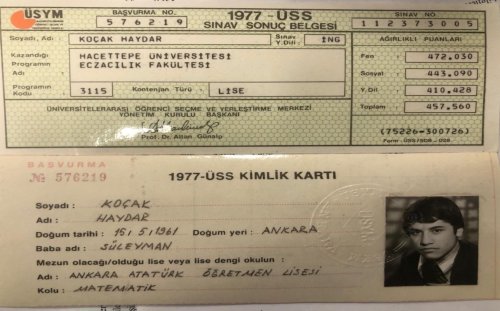 ÜSYM
BAŞVURMA NO.
576219
1977-ÜSS
SINAV SONUÇ BELGESİ
SINAV NO.
112373005
Soyadı, Adı :
KOÇAK HAYDAR
Sınav Y.Dili :
İNG
AĞIRLIKLI PUANLARI
Kazandığı Programın Adı :
HACETTEPE ÜNİVERSİTESİ
ECZACILIK FAKÜLTESİ
Fen 472.030
Sosyal 443.090
Y.Dil 410.428
Toplam 457.560
Programın Kodu
3115
Kontenjan Türü :
LİSE
ÜNİVERSİTELERARASI ÖĞRENCİ SEÇME VE YERLEŞTİRME MERKEZİ
YÖNETİM KURULU BAŞKANI
Prof. Dr. Altan Günalp
(75226-300726)
BAŞVURMA
№ 576219
1977-ÜSS KİMLİK KARTI
Soyadı : KOÇAK
Adı : HAYDAR
Doğum tarihi : 15/5/1961 Doğum yeri : ANKARA
Baba adı : SÜLEYMAN
Mezun olacağı/olduğu lise veya lise dengi okulun :
Adı : ANKARA ATATÜRK ÖĞRETMEN LİSESİ
Kolu : MATEMATİK
ÜSYM